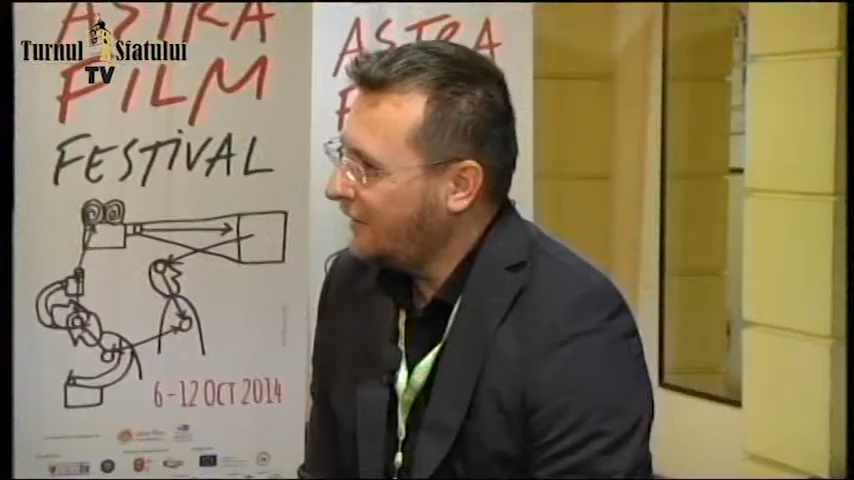 ASTRA
FILM
FESTIVAL
6-12 OCT 2014
ASTRA
Turnul Sfatului
TV